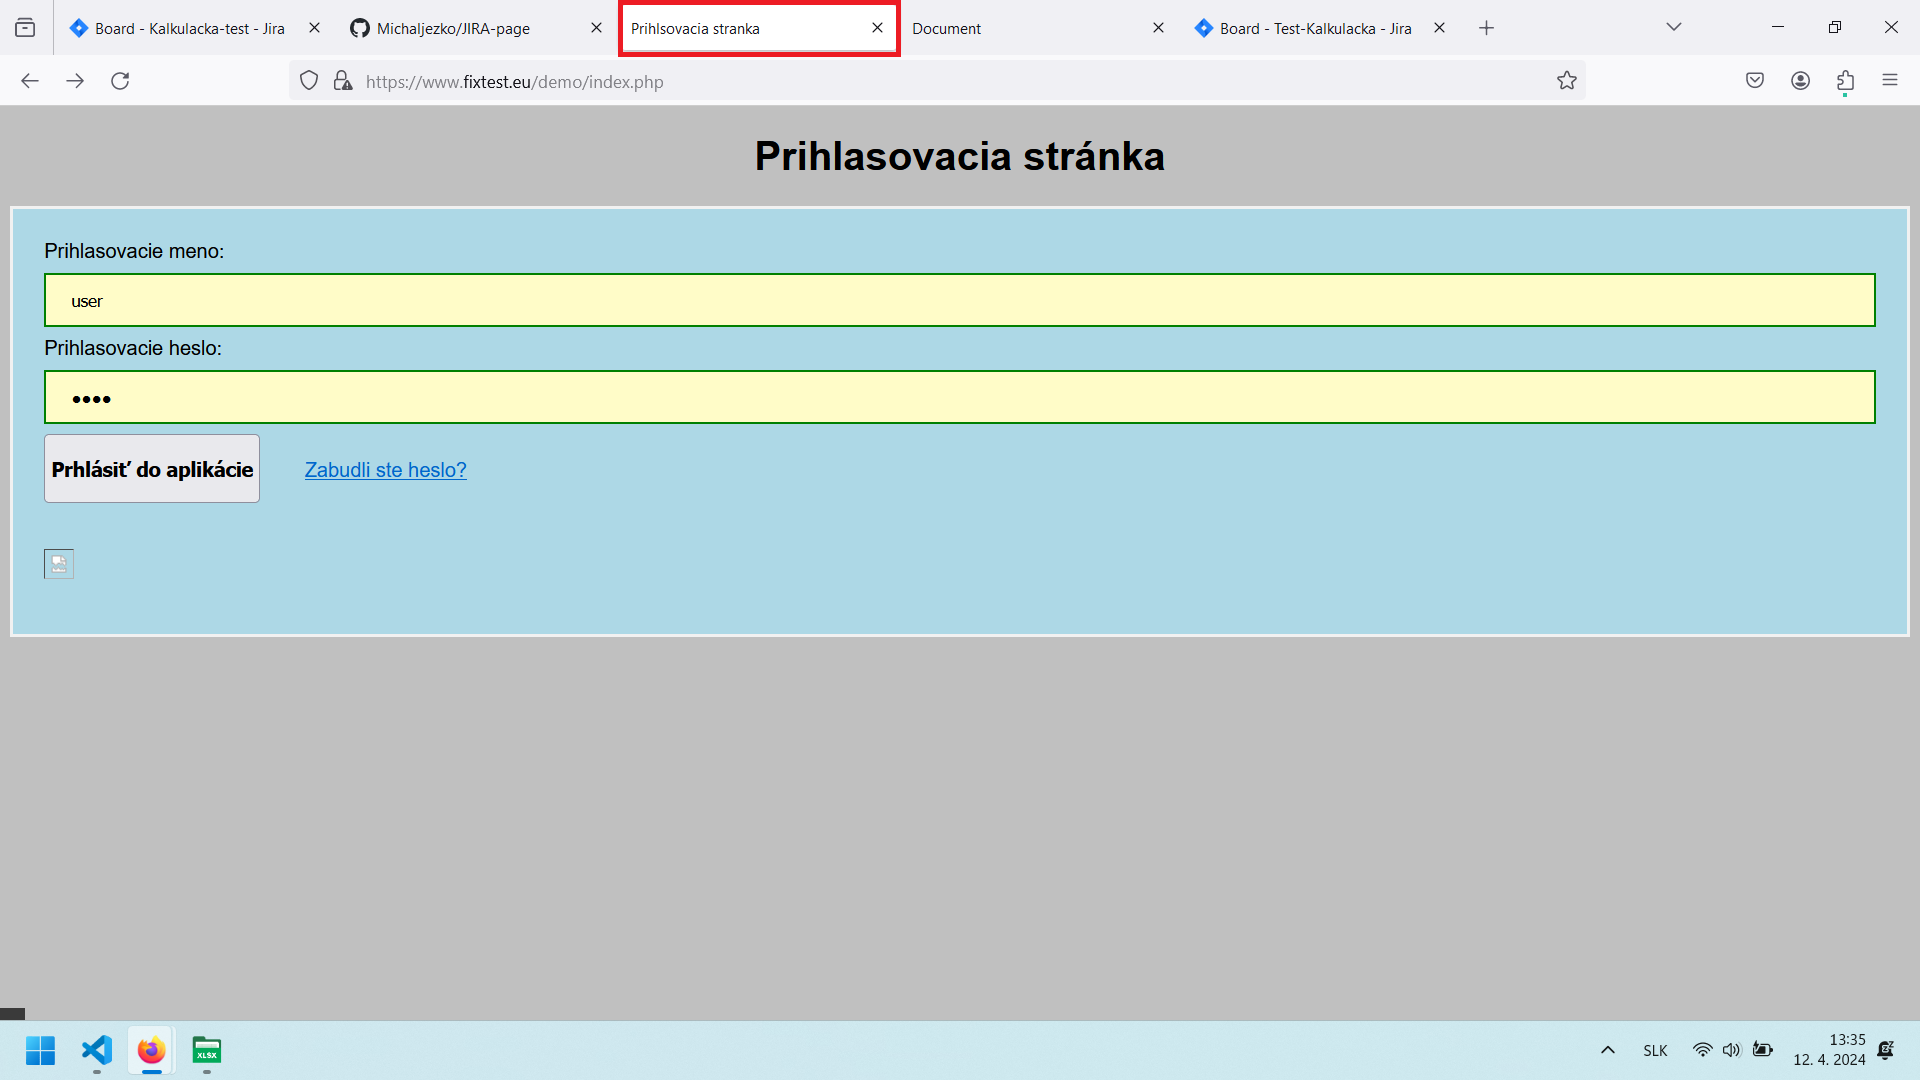 Board - Kalkulacka-test - Jira
Michaljezko/JIRA-page
Prihlsovacia stranka
Document
Board - Test-Kalkulacka - Jira
https://www.fixtest.eu/demo/index.php
Prihlasovacia stránka
Prihlasovacie meno:
user
Prihlasovacie heslo:
••••
Prhlásiť do aplikácie
Zabudli ste heslo?
XLSX
SLK
13:35
12. 4. 2024